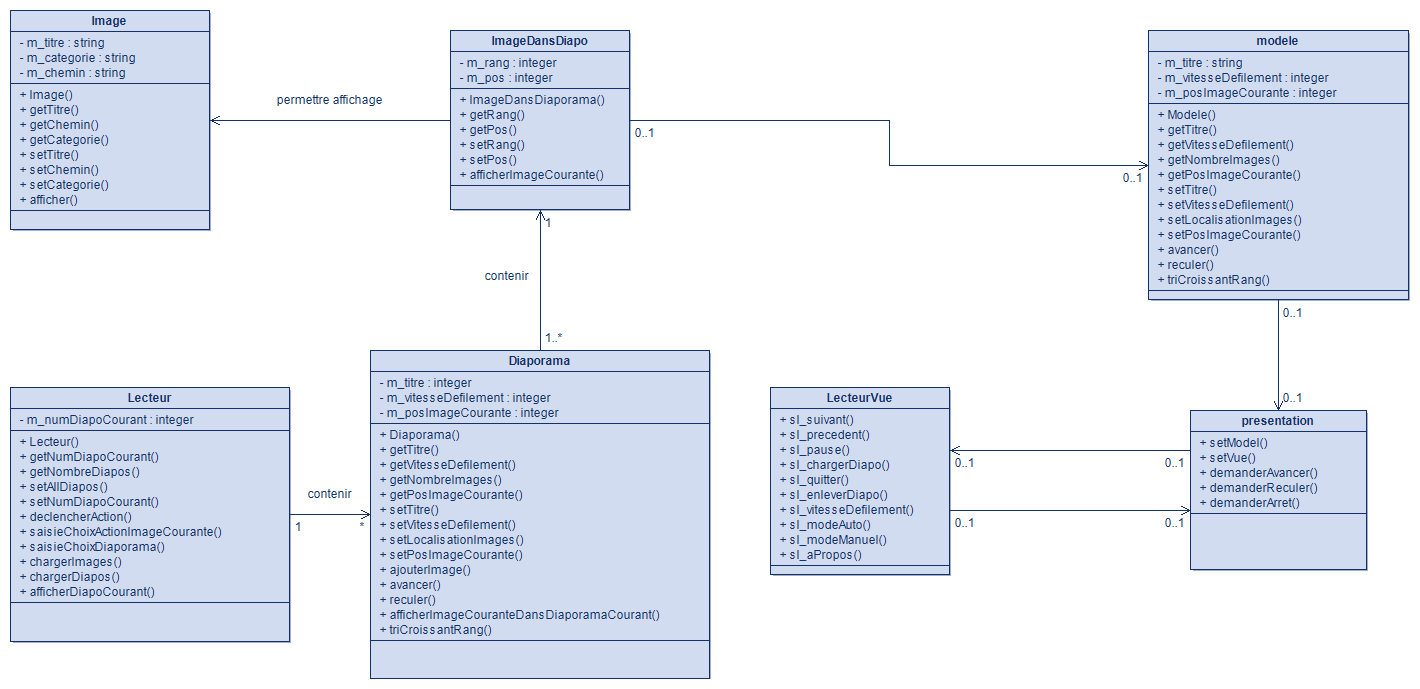 Image
- m_titre : string
- m_categorie : string
- m_chemin : string
+ Image()
+ getTitre()
+ getChemin()
+ getCategorie()
+ setTitre()
+ setChemin()
+ setCategorie()
+ afficher()
permettre affichage
ImageDansDiapo
- m_rang : integer
- m_pos : integer
+ ImageDansDiaporama()
+ getRang()
+ getPos()
+ setRang()
+ setPos()
+ afficherImageCourante()
0..1
0..1
modele
- m_titre : string
- m_vitesseDefilement : integer
- m_posImageCourante : integer
+ Modele()
+ getTitre()
+ getVitesseDefilement()
+ getNombreImages()
+ getPosImageCourante()
+ setTitre()
+ setVitesseDefilement()
+ setLocalisationImages()
+ setPosImageCourante()
+ avancer()
+ reculer()
+ triCroissantRang()
1
contenir
1..*
0..1
0..1
Lecteur
- m_numDiapoCourant : integer
+ Lecteur()
+ getNumDiapoCourant()
+ getNombreDiapos()
+ setAllDiapos()
+ setNumDiapoCourant()
+ declencherAction()
+ saisieChoixActionImageCourante()
+ saisieChoixDiaporama()
+ chargerImages()
+ chargerDiapos()
+ afficherDiapoCourant()
contenir
1
*
Diaporama
- m_titre : integer
- m_vitesseDefilement : integer
- m_posImageCourante : integer
+ Diaporama()
+ getTitre()
+ getVitesseDefilement()
+ getNombreImages()
+ getPosImageCourante()
+ setTitre()
+ setVitesseDefilement()
+ setLocalisationImages()
+ setPosImageCourante()
+ ajouterImage()
+ avancer()
+ reculer()
+ afficherImageCouranteDansDiaporamaCourant()
+ triCroissantRang()
LecteurVue
+ sl_suivant()
+ sl_precedent()
+ sl_pause()
+ sl_chargerDiapo()
+ sl_quitter()
+ sl_enleverDiapo()
+ sl_vitesseDefilement()
+ sl_modeAuto()
+ sl_modeManuel()
+ sl_aPropos()
0..1
0..1
0..1
0..1
presentation
+ setModel()
+ setVue()
+ demanderAvancer()
+ demanderReculer()
+ demanderArret()